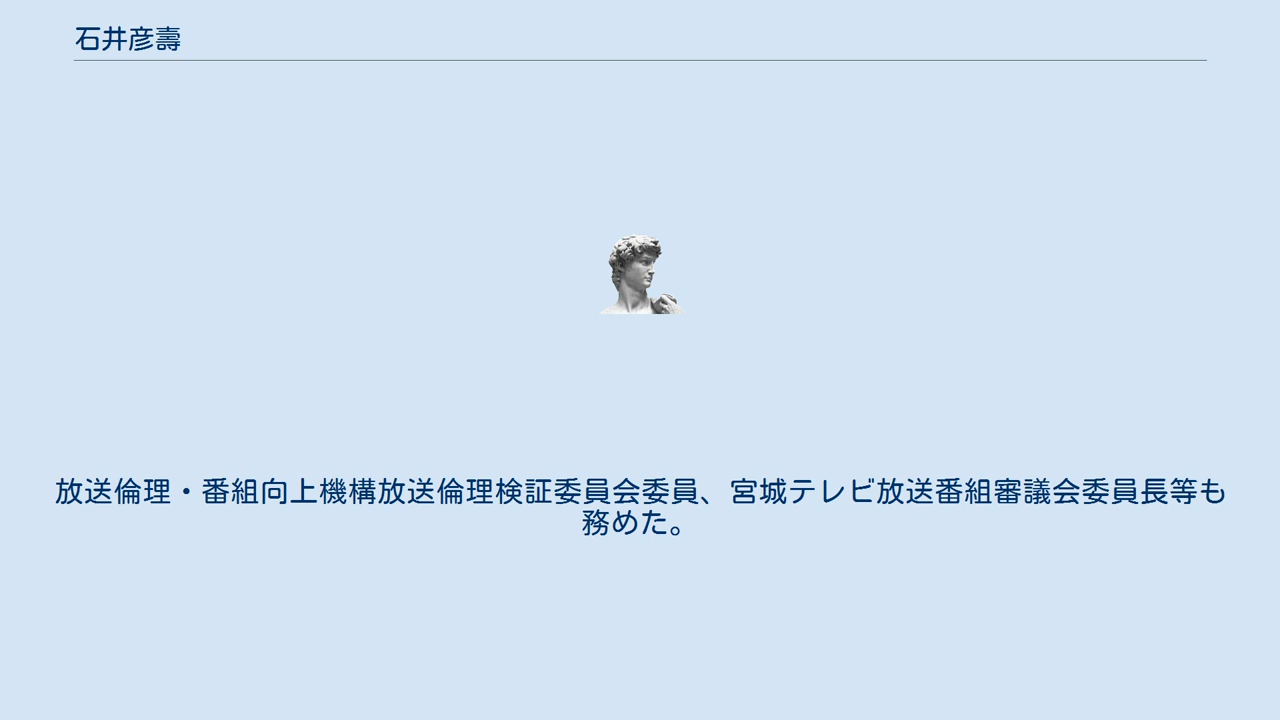 石井彦壽
放送倫理・番組向上機構放送倫理検証委員会委員、宮城テレビ放送番組審議会委員長等も
務めた。